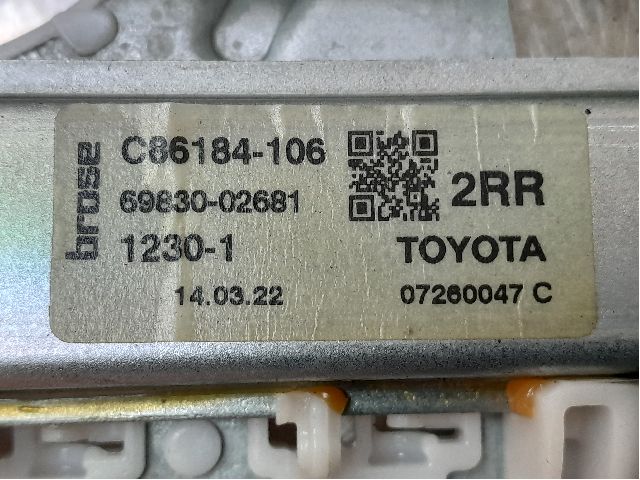 brose
C86184-106
69830-02681
1230-1
14.03.22
2RR
TOYOTA
07260047 C